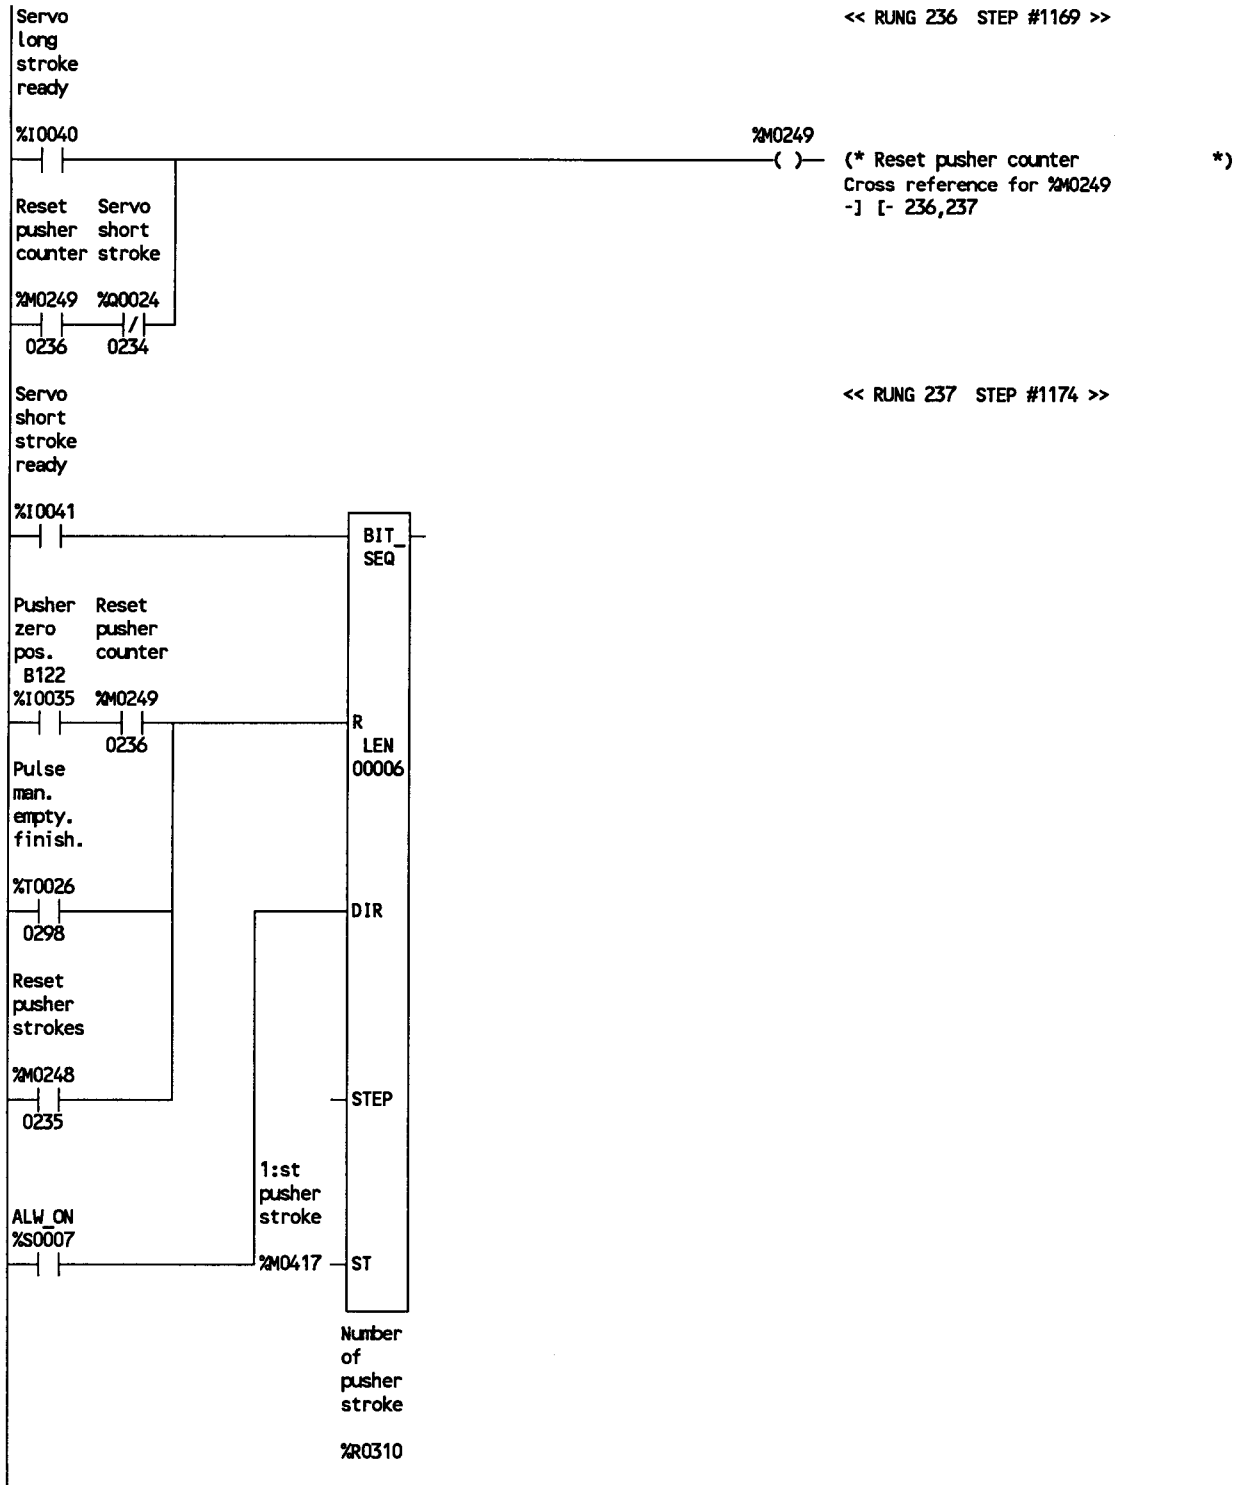 Servo
long
stroke
ready
<< RUNG 236 STEP #1169 >>
%I0040
%M0249
(* Reset pusher counter *)
Cross reference for %M0249
-] [- 236,237
Reset Servo
pusher short
counter stroke
%M0249 %Q0024
0236 0234
Servo
short
stroke
ready
<< RUNG 237 STEP #1174 >>
%I0041
BIT_
SEQ
Pusher Reset
zero pusher
pos. counter
B122
%I0035 %M0249
0236
R
LEN
00006
Pulse
man.
empty.
finish.
%T0026
0298
DIR
Reset
pusher
strokes
%M0248
0235
STEP
1:st
pusher
stroke
ALW_ON
%S0007
%M0417
ST
Number
of
pusher
stroke
%R0310